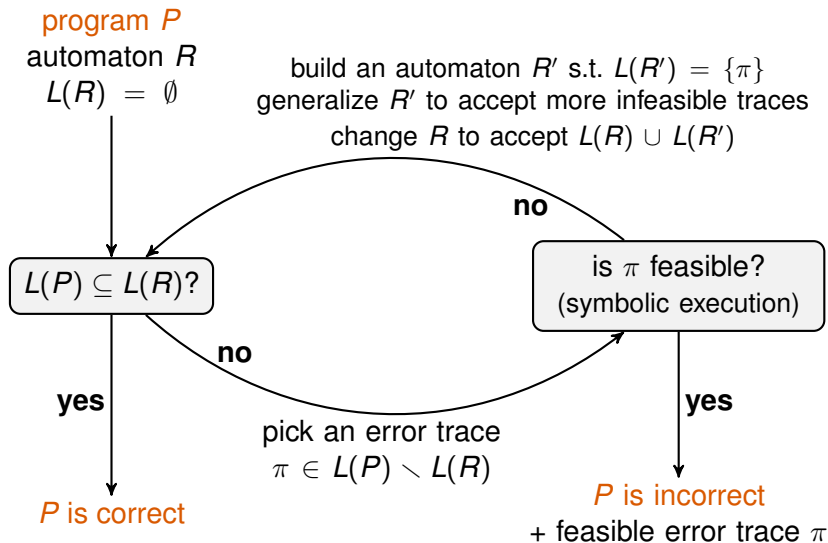 program P
automaton R
L(R) = ∅
build an automaton R′ s.t. L(R′) = {π}
generalize R′ to accept more infeasible traces
change R to accept L(R) ∪ L(R′)
no
L(P) ⊆ L(R)?
is π feasible?
(symbolic execution)
no
yes
yes
pick an error trace
π ∈ L(P) ∖ L(R)
P is correct
P is incorrect
+ feasible error trace π